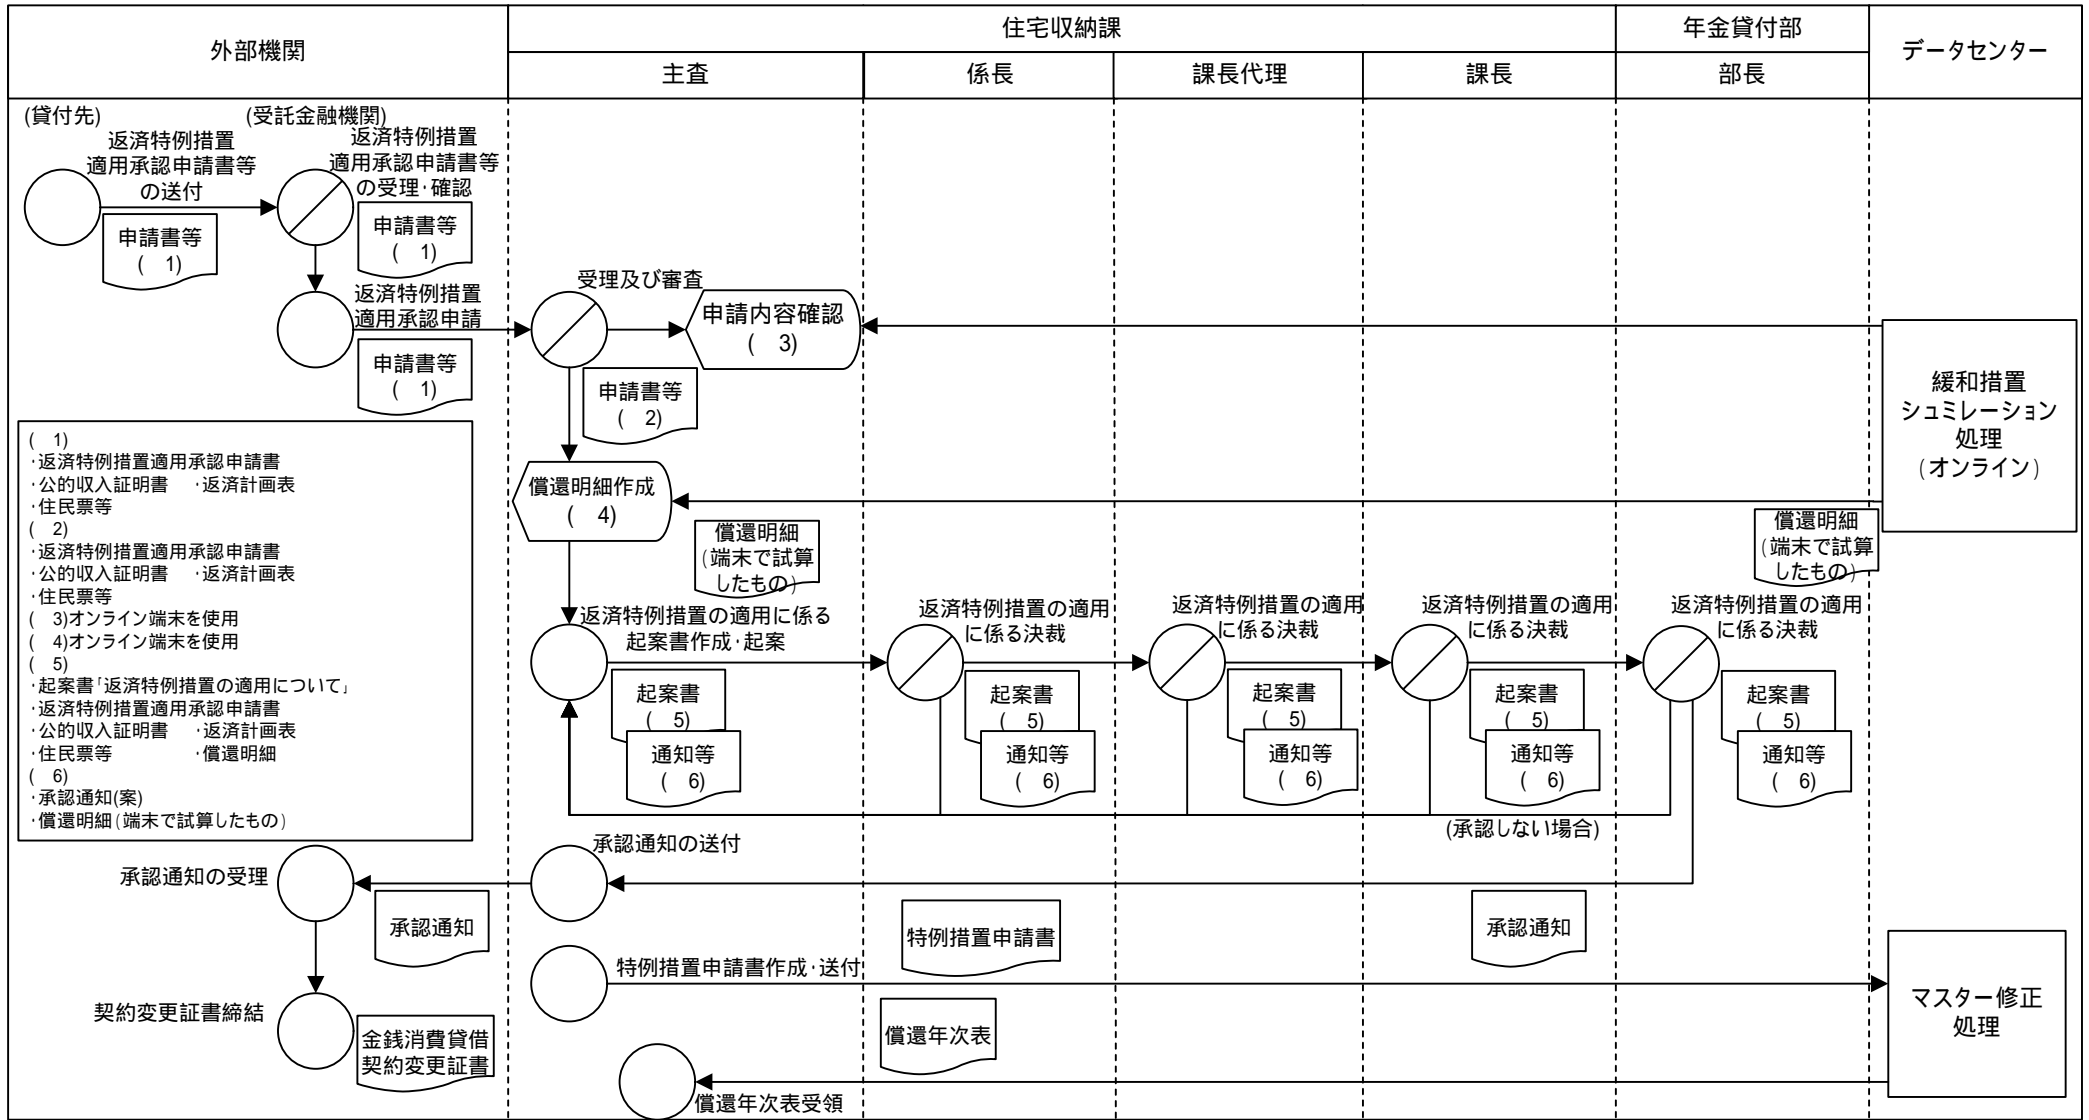 外部機関
住宅収納課
年金貸付部
データセンター
主査
係長
課長代理
課長
部長
(貸付先)
(受託金融機関)
返済特例措置
適用承認申請書等
の送付
申請書等
(　1)
返済特例措置
適用承認申請書等
の受理・確認
申請書等
(　1)
返済特例措置
適用承認申請
申請書等
(　1)
受理及び審査
申請内容確認
(　3)
申請書等
(　2)
緩和措置
シュミレーション
処理
(オンライン)
償還明細作成
(　4)
償還明細
(端末で試算
したもの)
償還明細
(端末で試算
したもの)
(　1)
・返済特例措置適用承認申請書
・公的収入証明書　・返済計画表
・住民票等
(　2)
・返済特例措置適用承認申請書
・公的収入証明書　・返済計画表
・住民票等
(　3)オンライン端末を使用
(　4)オンライン端末を使用
(　5)
・起案書「返済特例措置の適用について」
・返済特例措置適用承認申請書
・公的収入証明書　・返済計画表
・住民票等　・償還明細
(　6)
・承認通知(案)
・償還明細(端末で試算したもの)
返済特例措置の適用に係る
起案書作成・起案
起案書
(　5)
通知等
(　6)
返済特例措置の適用
に係る決裁
起案書
(　5)
通知等
(　6)
返済特例措置の適用
に係る決裁
起案書
(　5)
通知等
(　6)
返済特例措置の適用
に係る決裁
起案書
(　5)
通知等
(　6)
返済特例措置の適用
に係る決裁
起案書
(　5)
通知等
(　6)
(承認しない場合)
承認通知の送付
承認通知の受理
承認通知
承認通知
特例措置申請書
特例措置申請書作成・送付
マスター修正
処理
契約変更証書締結
金銭消費貸借
契約変更証書
償還年次表
償還年次表受領